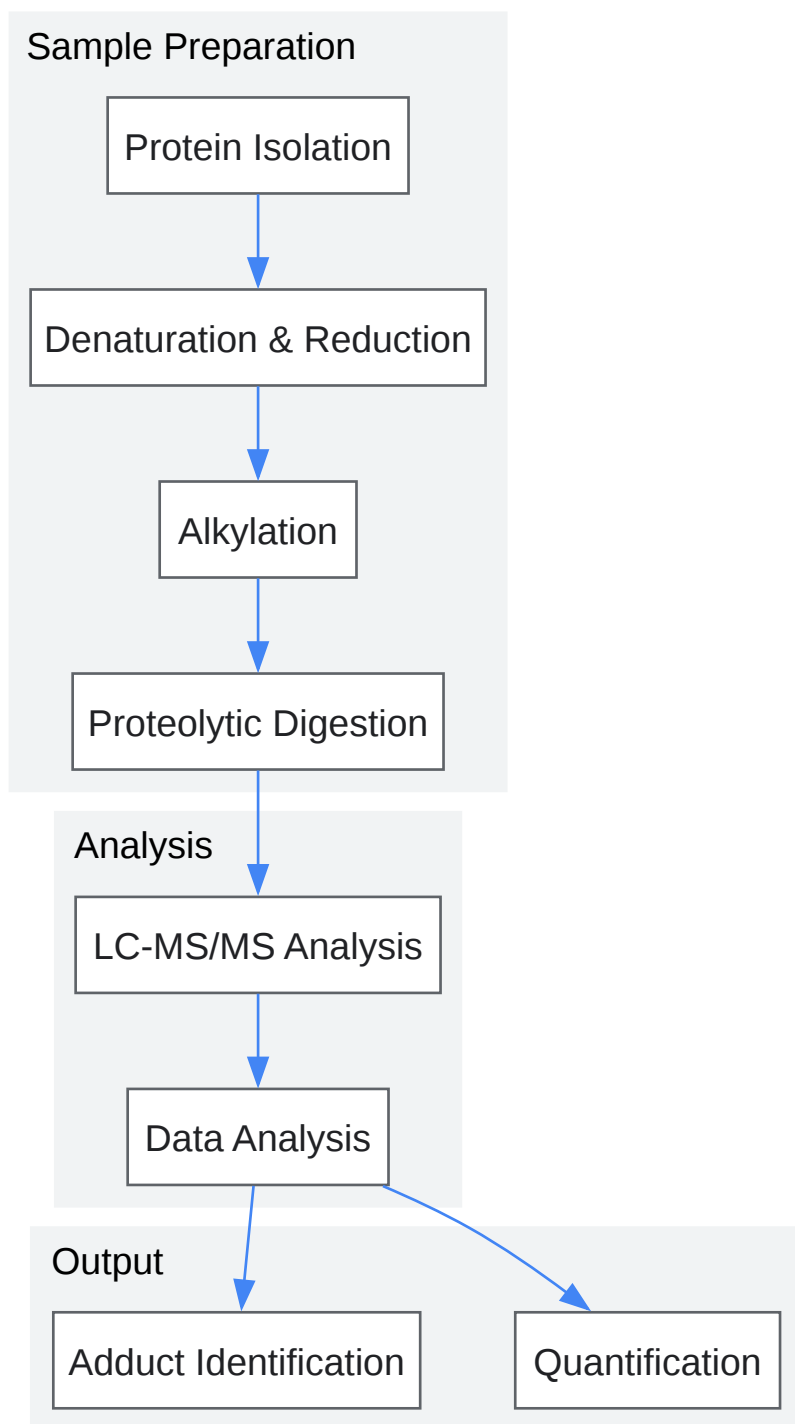 Sample Preparation
Protein Isolation
Denaturation & Reduction
Alkylation
Proteolytic Digestion
Analysis
LC-MS/MS Analysis
Data Analysis
Output
Adduct Identification
Quantification